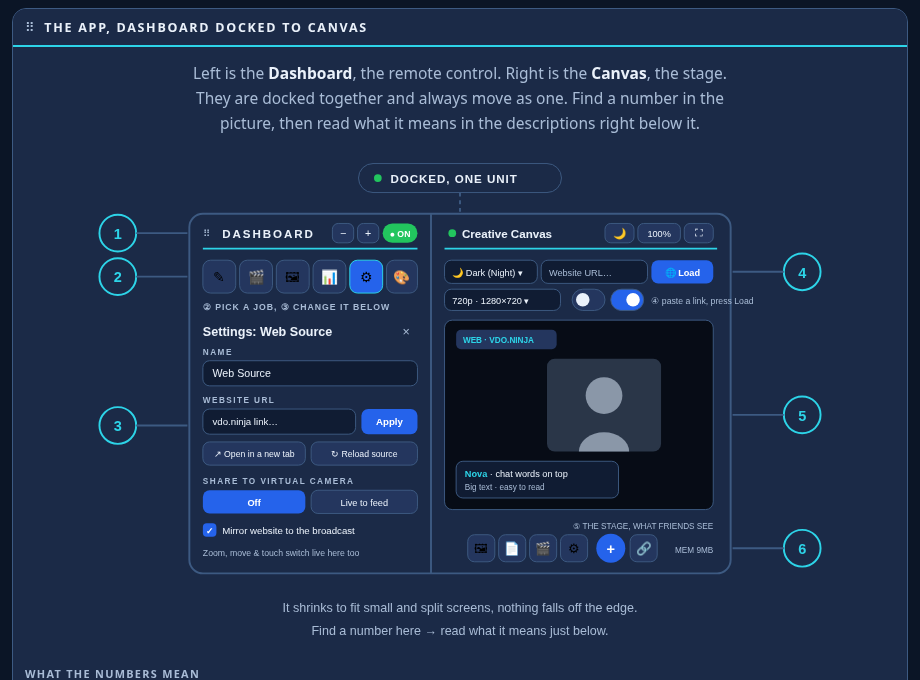 THE APP, DASHBOARD DOCKED TO CANVAS
Left is the Dashboard, the remote control. Right is the Canvas, the stage.
They are docked together and always move as one. Find a number in the
picture, then read what it means in the descriptions right below it.
DOCKED, ONE UNIT
1
2
3
DASHBOARD
− + ● ON
② PICK A JOB, ③ CHANGE IT BELOW
Settings: Web Source ×
NAME
Web Source
WEBSITE URL
vdo.ninja link… Apply
↗ Open in a new tab ↻ Reload source
SHARE TO VIRTUAL CAMERA
Off Live to feed
✓ Mirror website to the broadcast
Zoom, move & touch switch live here too
Creative Canvas 🌙 100% ⛶
🌙 Dark (Night) ▾ Website URL… 🌐 Load
720p · 1280×720 ▾ ④ paste a link, press Load
WEB · VDO.NINJA
Nova · chat words on top
Big text · easy to read
⑤ THE STAGE, WHAT FRIENDS SEE
+ MEM 9MB
4
5
6
It shrinks to fit small and split screens, nothing falls off the edge.
Find a number here → read what it means just below.
WHAT THE NUMBERS MEAN